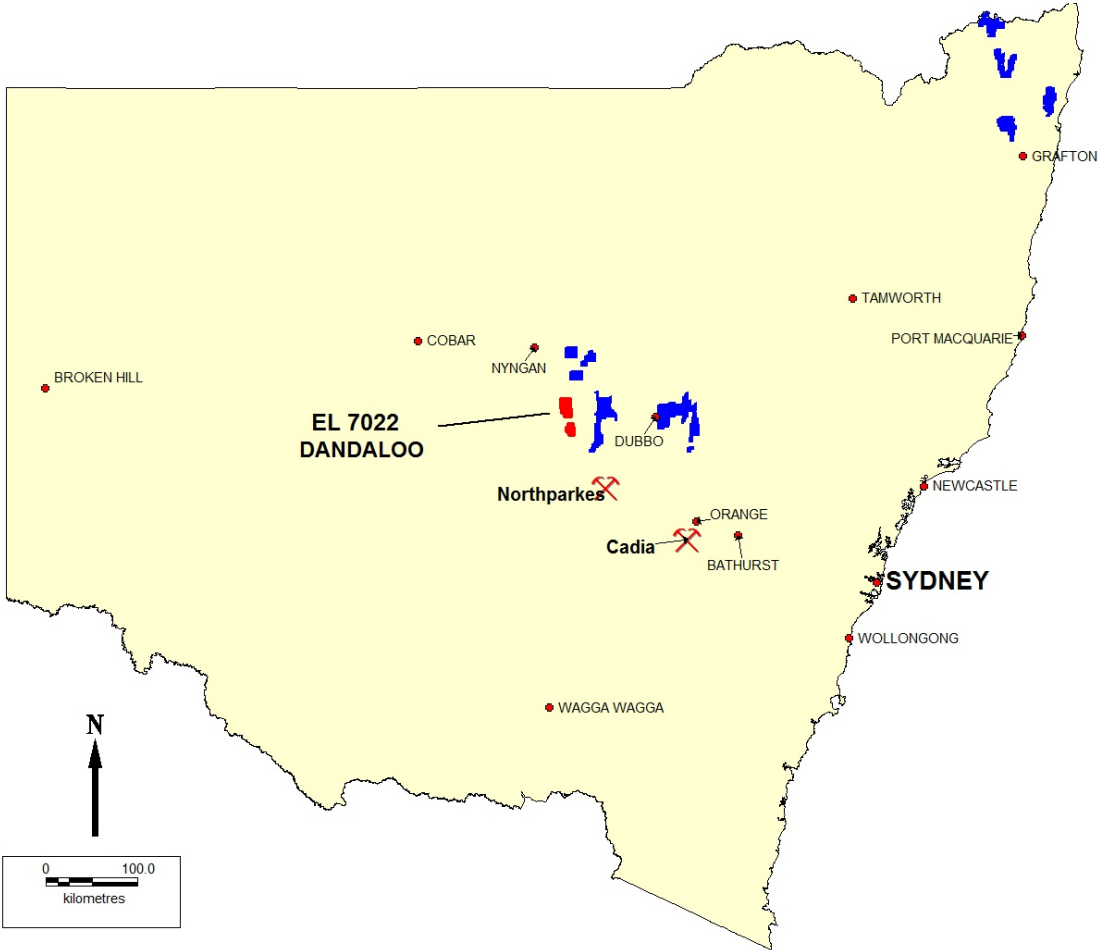 GRAFTON
TAMWORTH
PORT MACQUARIE
COBAR
NYNGAN
BROKEN HILL
EL 7022
DANDALOO
DUBBO
Northparkes
NEWCASTLE
ORANGE
Cadia
BATHURST
SYDNEY
WOLLONGONG
WAGGA WAGGA
N
0 100.0
kilometres